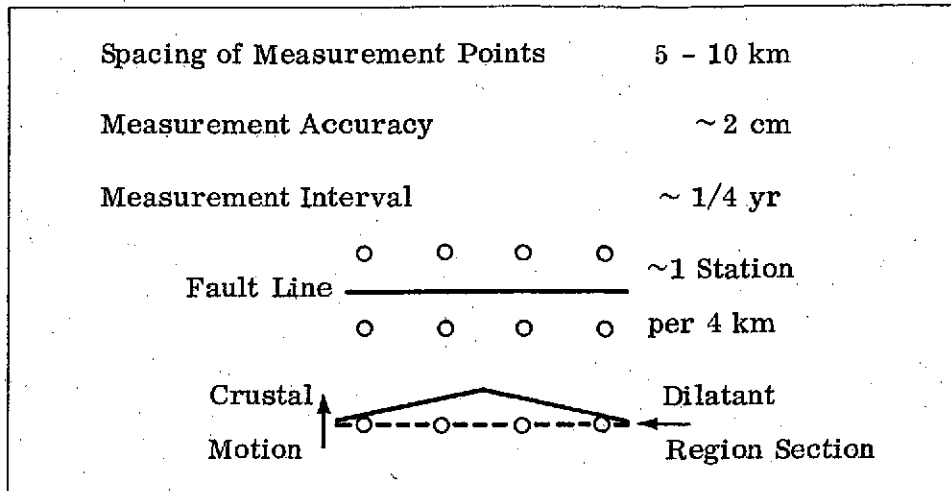 Spacing of Measurement Points 5 - 10 km
Measurement Accuracy ~ 2 cm
Measurement Interval ~ 1/4 yr
~1 Station
Fault Line
per 4 km
Crustal Dilatant
Motion Region Section